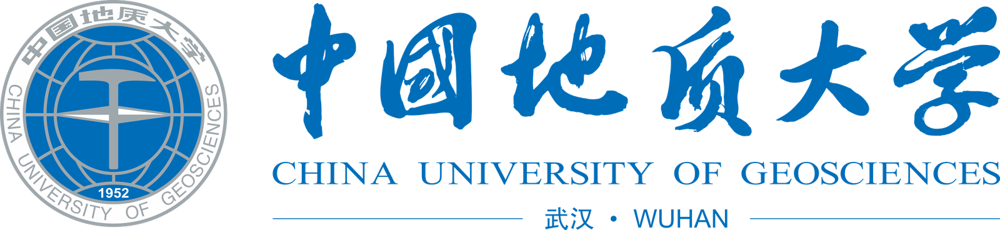 中国地质大学
CHINA UNIVERSITY OF GEOSCIENCES
1952
中國地质大学
CHINA UNIVERSITY OF GEOSCIENCES
武汉 • WUHAN